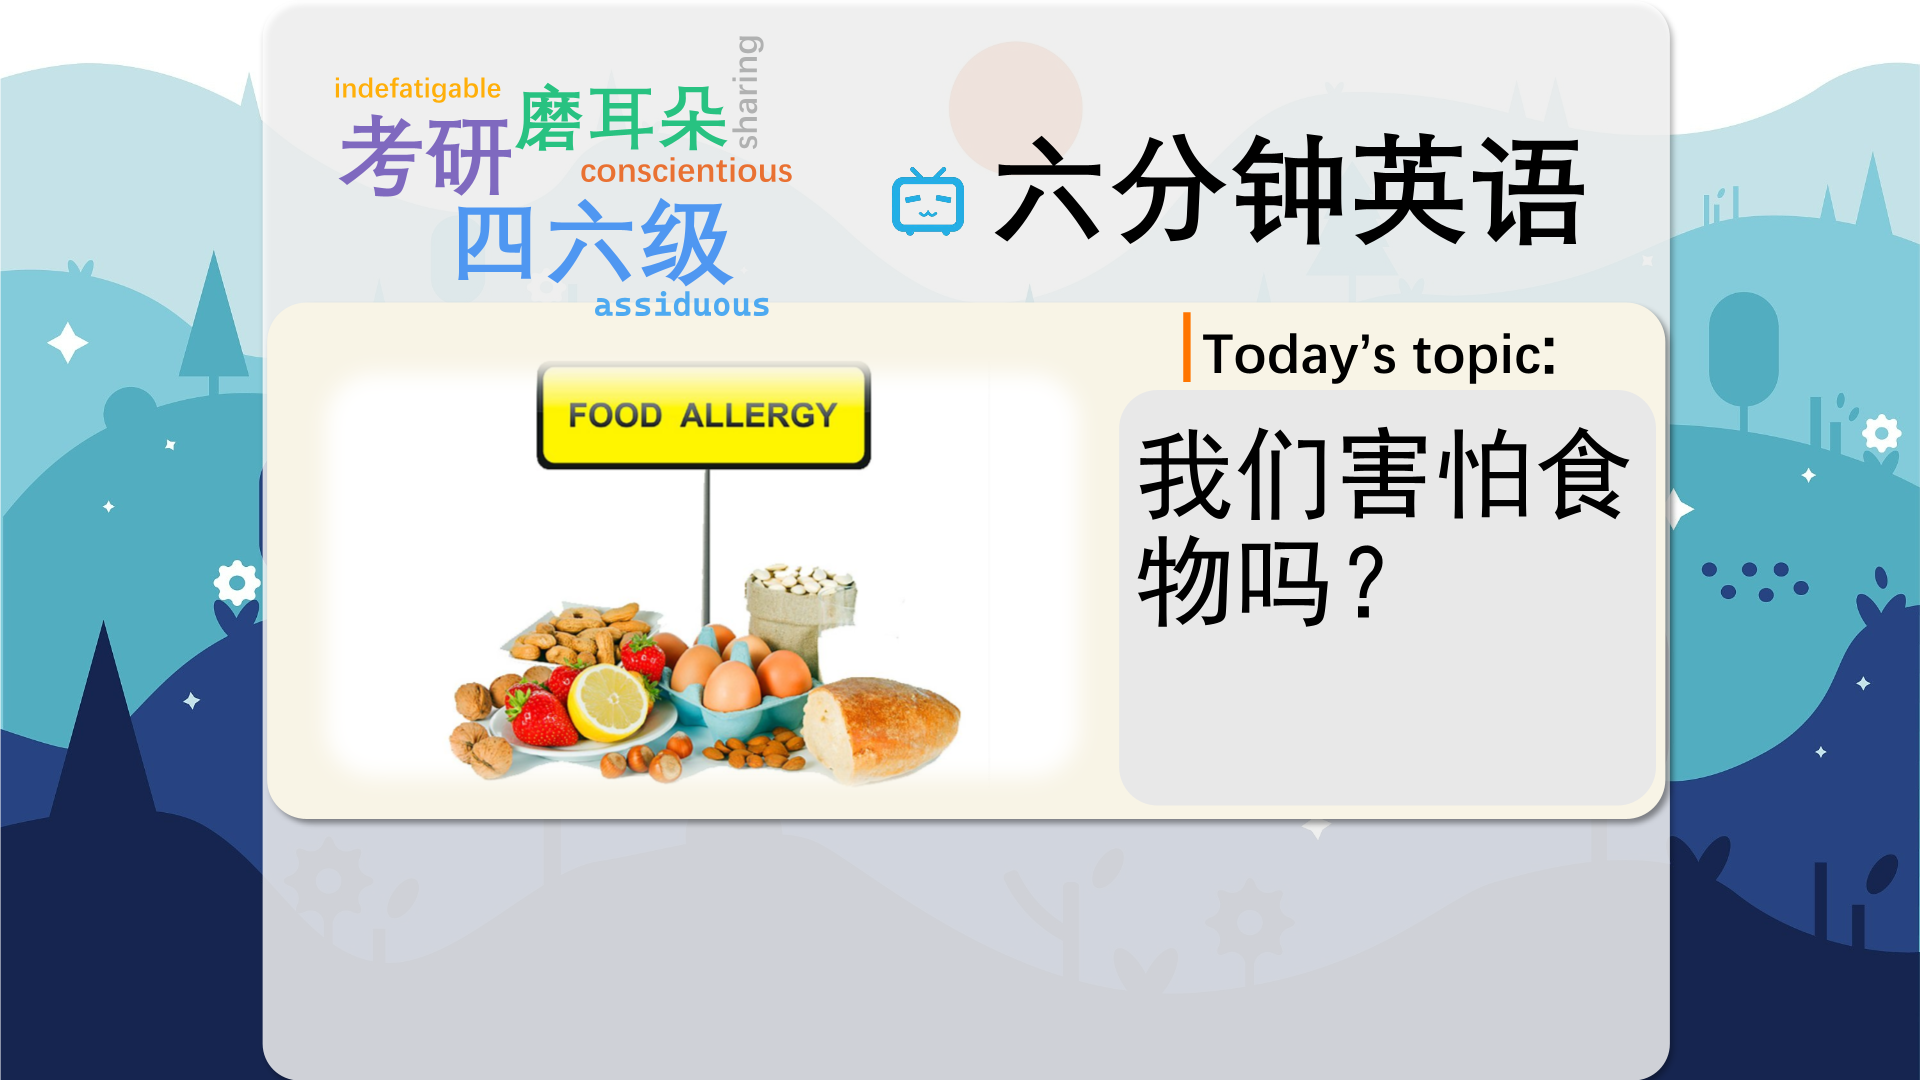 indefatigable
磨耳朵
sharing
考研
conscientious
四六级
assiduous
六分钟英语
Today’s topic:
FOOD ALLERGY
我们害怕食
物吗?